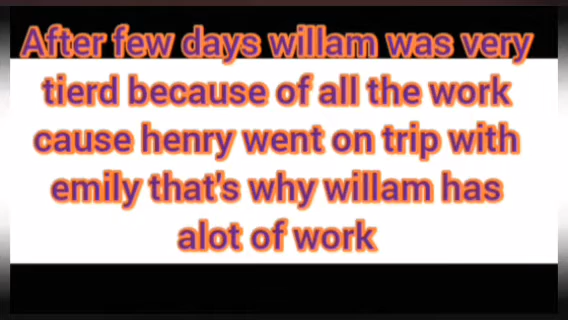 After few days willam was very
tierd because of all the work
cause henry went on trip with
emily that's why willam has
alot of work